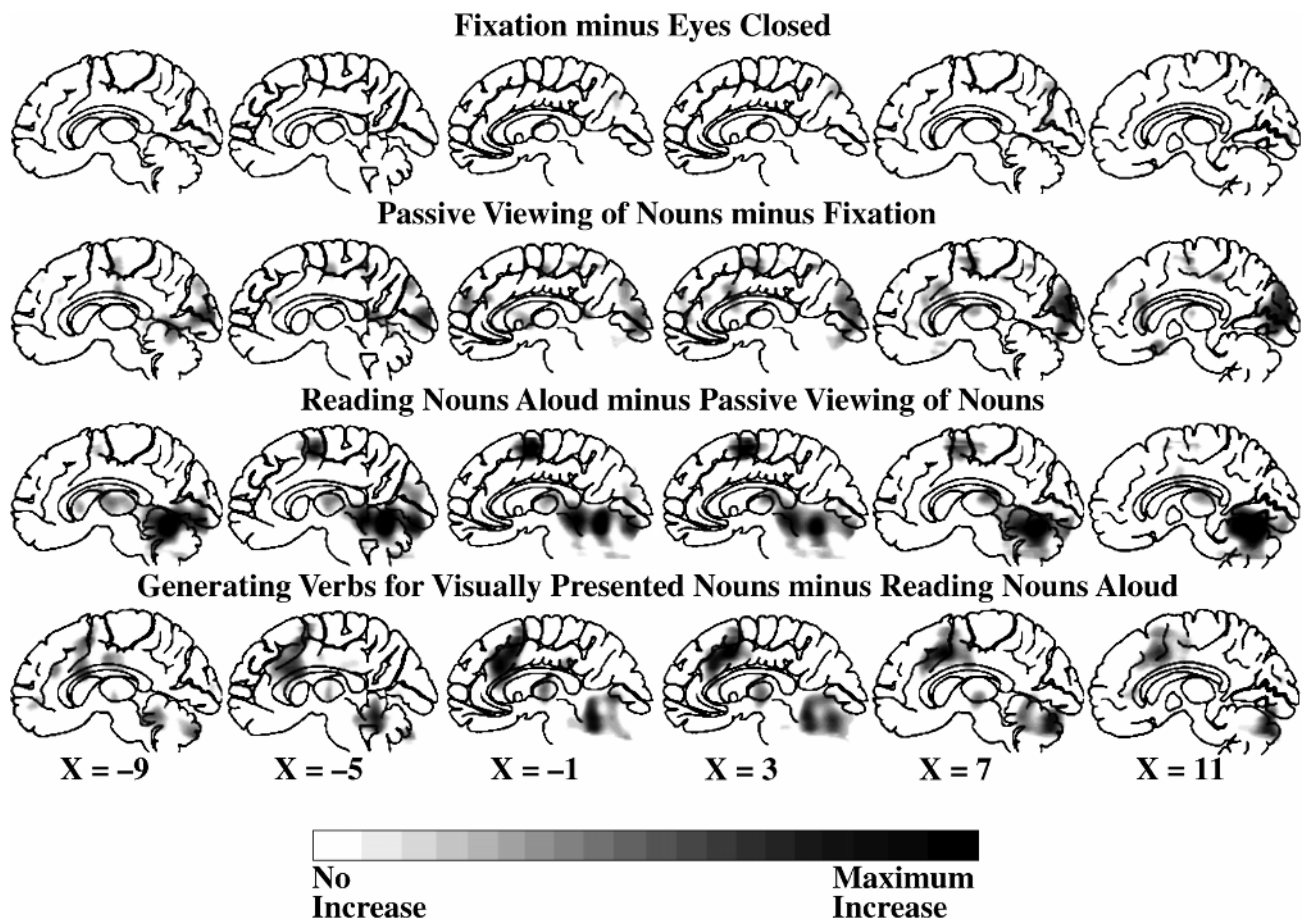 Fixation minus Eyes Closed
Passive Viewing of Nouns minus Fixation
Reading Nouns Aloud minus Passive Viewing of Nouns
Generating Verbs for Visually Presented Nouns minus Reading Nouns Aloud
X = –9 X = –5 X = –1 X = 3 X = 7 X = 11
No Maximum
Increase Increase